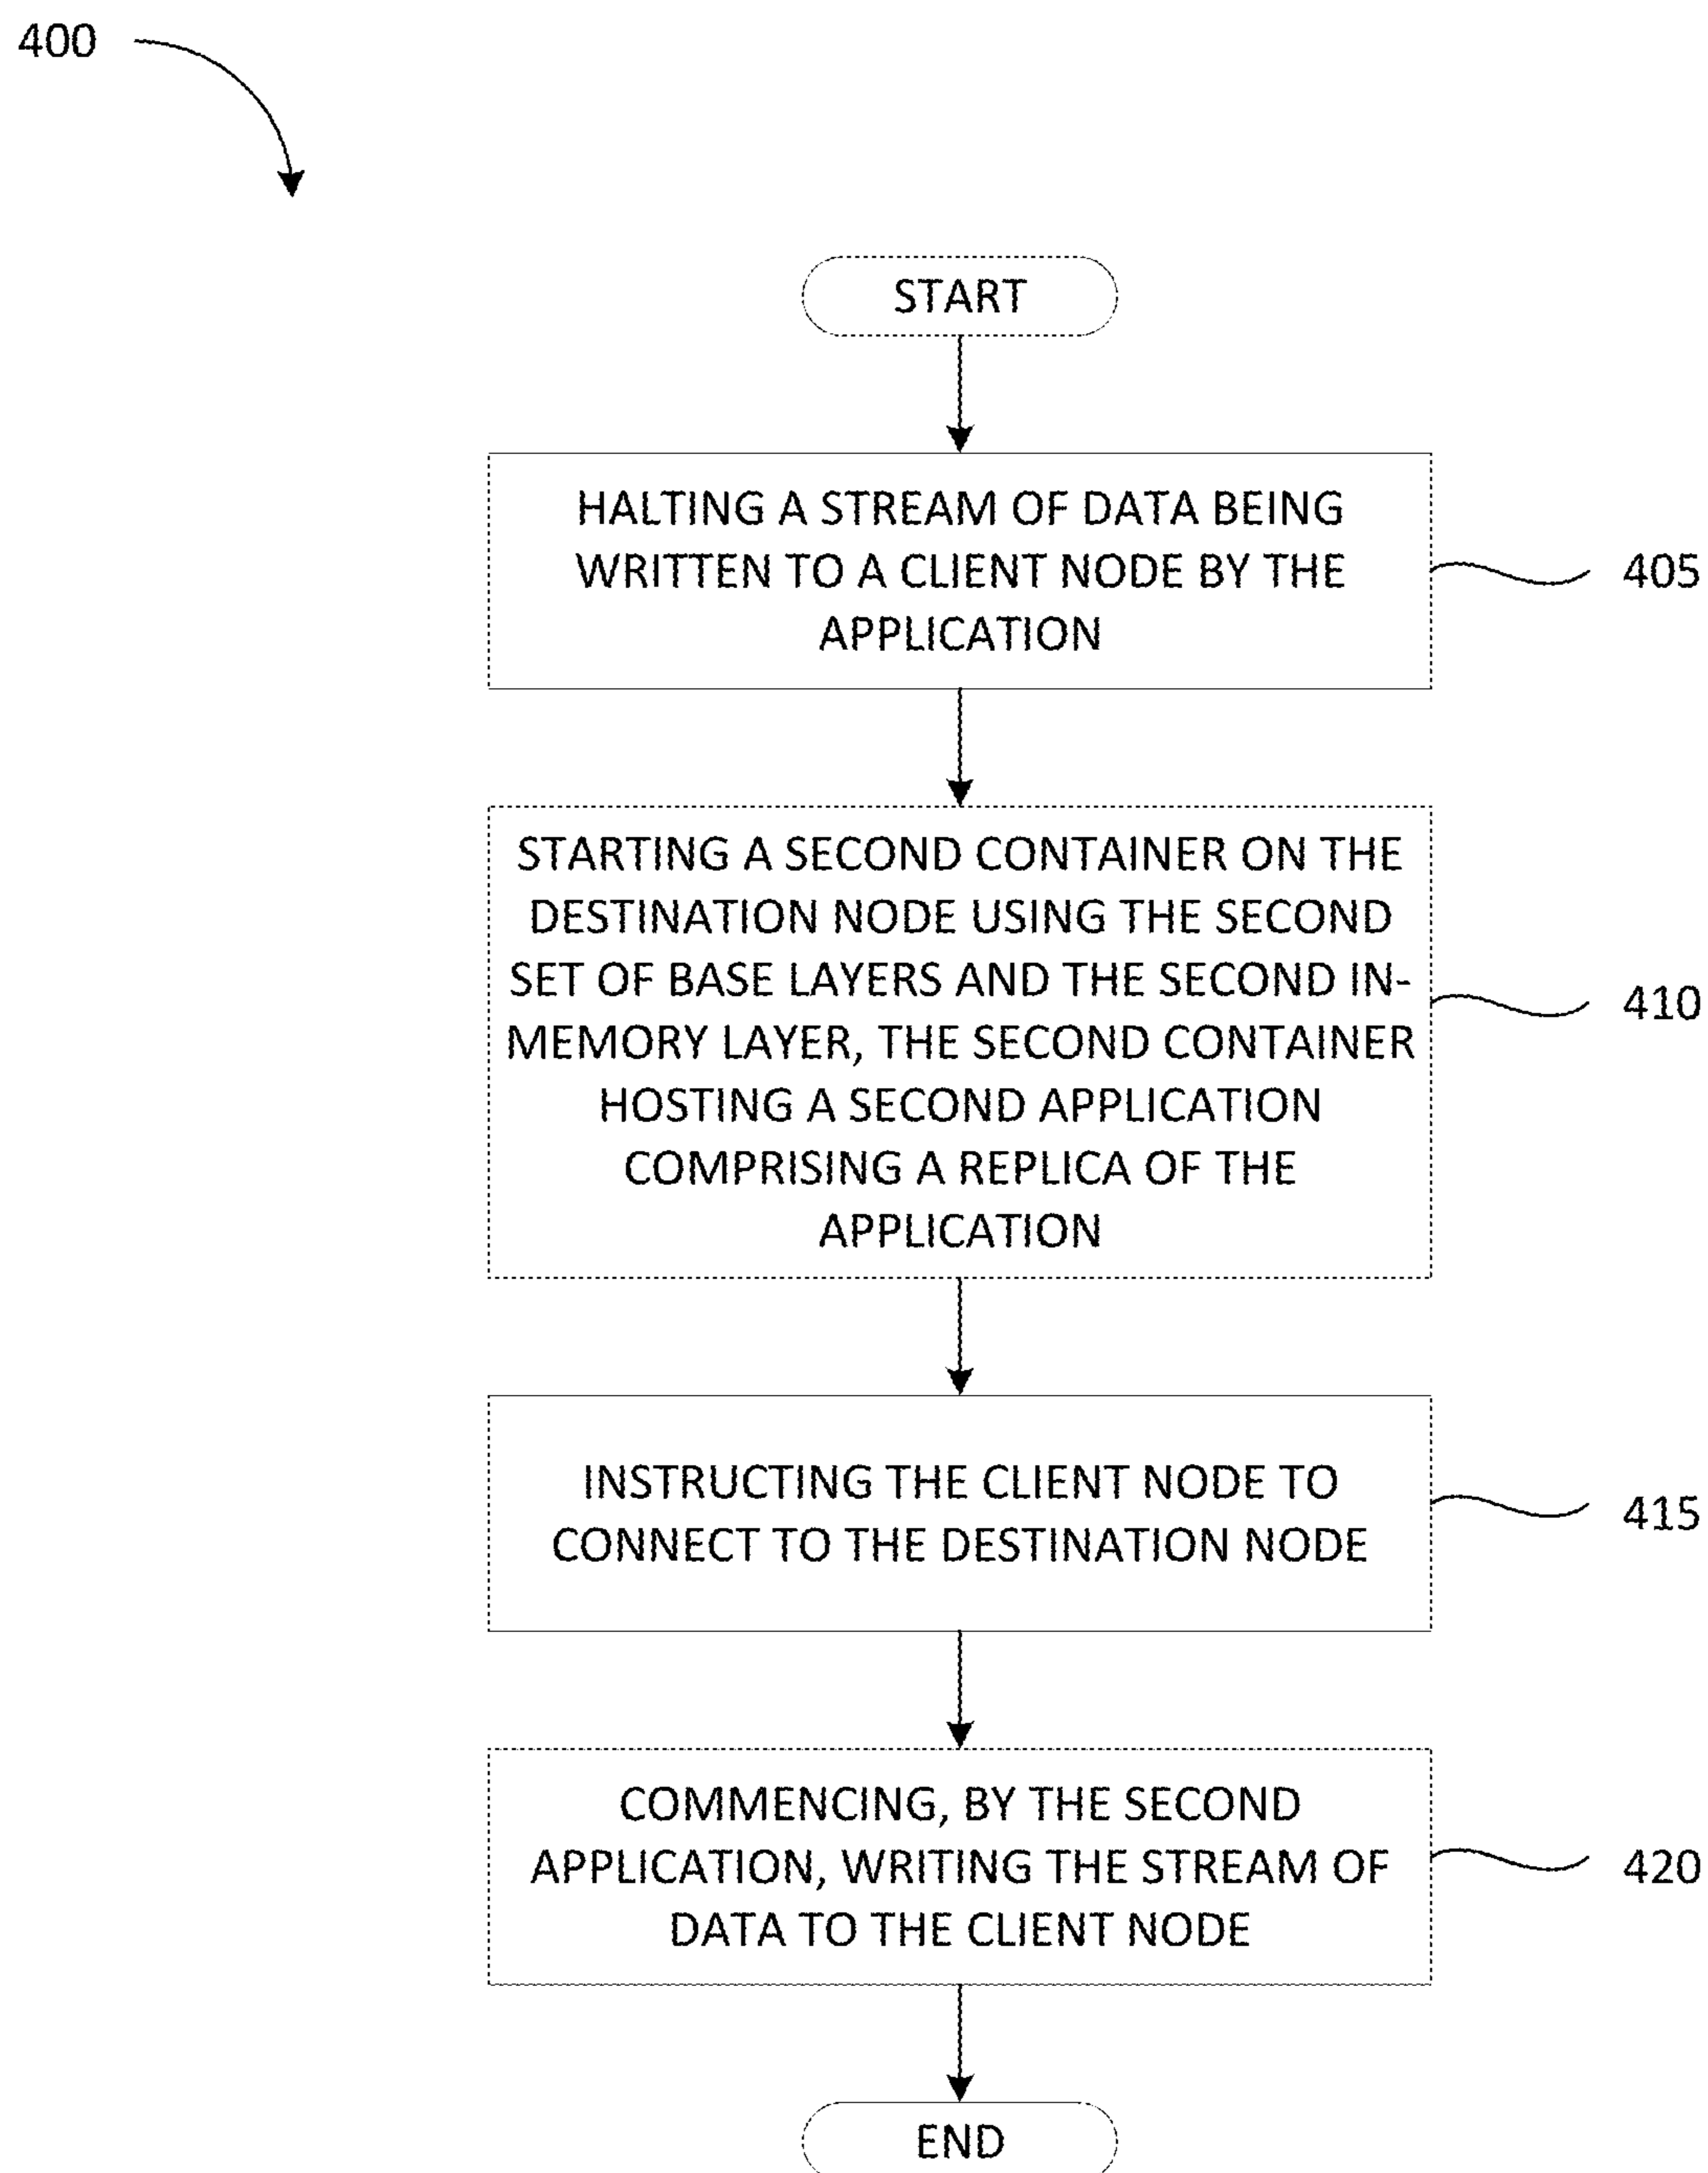 400
START
HALTING A STREAM OF DATA BEING
WRITTEN TO A CLIENT NODE BY THE
APPLICATION
405
STARTING A SECOND CONTAINER ON THE
DESTINATION NODE USING THE SECOND
SET OF BASE LAYERS AND THE SECOND IN-
MEMORY LAYER, THE SECOND CONTAINER
HOSTING A SECOND APPLICATION
COMPRISING A REPLICA OF THE
APPLICATION
410
INSTRUCTING THE CLIENT NODE TO
CONNECT TO THE DESTINATION NODE
415
COMMENCING, BY THE SECOND
APPLICATION, WRITING THE STREAM OF
DATA TO THE CLIENT NODE
420
END